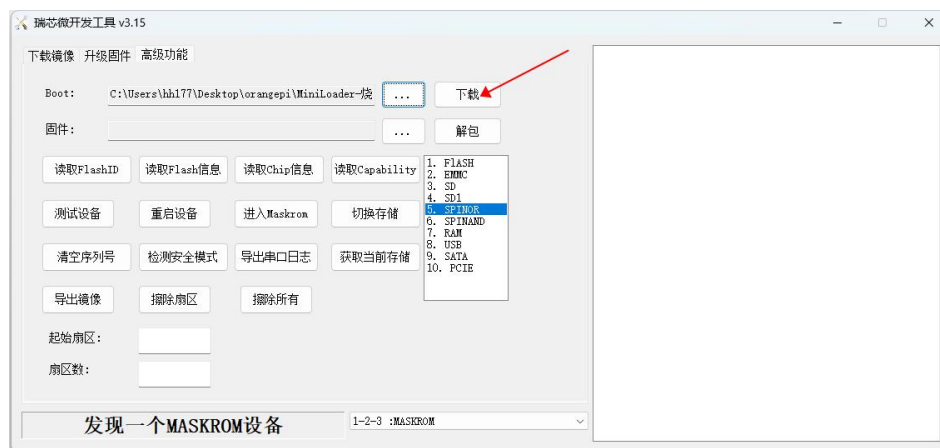 瑞芯微开发工具 v3.15
下载镜像 升级固件 高级功能
Boot: C:\Users\hh177\Desktop\orangepi\MiniLoader-烧 ... 下载
固件: ... 解包
读取FlashID 读取Flash信息 读取Chip信息 读取Capability
测试设备 重启设备 进入Maskrom 切换存储
清空序列号 检测安全模式 导出串口日志 获取当前存储
导出镜像 擦除扇区 擦除所有
1. FlASH
2. EMMC
3. SD
4. SD1
5. SPINOR
6. SPINAND
7. RAM
8. USB
9. SATA
10. PCIE
起始扇区:
扇区数:
发现一个MASKROM设备 1-2-3 :MASKROM